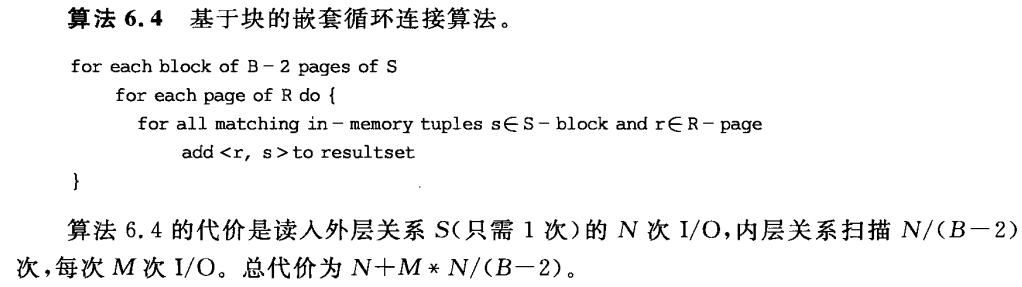 算法 6.4 基于块的嵌套循环连接算法。
for each block of B-2 pages of S
for each page of R do {
for all matching in-memory tuples s∈S-block and r∈R-page
add <r, s> to resultset
}
算法 6.4 的代价是读入外层关系 S(只需 1 次)的 N 次 I/O,内层关系扫描 N/(B-2)
次,每次 M 次 I/O。总代价为 N+M*N/(B-2)。